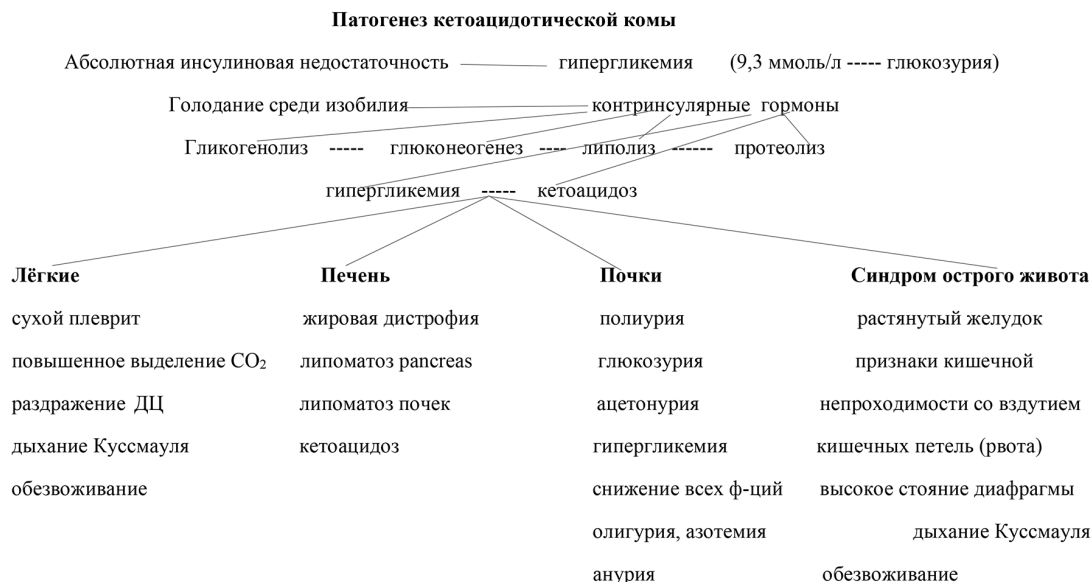 Патогенез кетоацидотической комы
Абсолютная инсулиновая недостаточность гипергликемия (9,3 ммоль/л ----- глюкозурия)
Голодание среди изобилия контринсулярные гормоны
Гликогенолиз ----- глюконеогенез ---- липолиз ------ протеолиз
гипергликемия ----- кетоацидоз
Лёгкие Печень Почки Синдром острого живота
сухой плеврит жировая дистрофия полиурия растянутый желудок
повышенное выделение CO₂ липоматоз pancreas глюкозурия признаки кишечной
раздражение ДЦ липоматоз почек ацетонурия непроходимости со вздутием
дыхание Куссмауля кетоацидоз гипергликемия кишечных петель (рвота)
обезвоживание снижение всех ф-ций высокое стояние диафрагмы
олигурия, азотемия дыхание Куссмауля
анурия обезвоживание